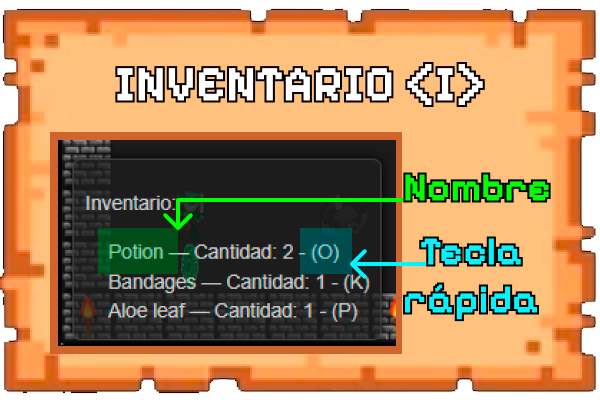 INVENTARIO <I>
Inventario:
Nombre
Potion — Cantidad: 2 - (O)
Tecla
rápida
Bandages — Cantidad: 1 - (K)
Aloe leaf — Cantidad: 1 - (P)